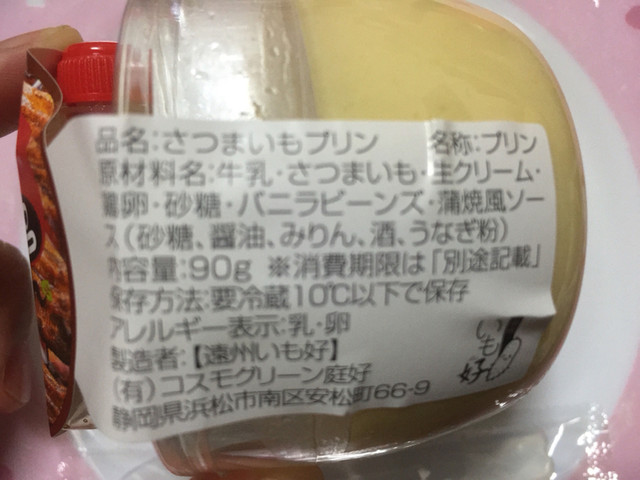 品名:さつまいもプリン 名称:プリン
原材料名:牛乳・さつまいも・生クリーム・
鶏卵・砂糖・バニラビーンズ・蒲焼風ソー
ス(砂糖、醤油、みりん、酒、うなぎ粉)
内容量:90g ※消費期限は「別途記載」
保存方法:要冷蔵10℃以下で保存
アレルギー表示:乳・卵
製造者:【遠州いも好】
(有)コスモグリーン庭好
静岡県浜松市南区安松町66-9
いも好